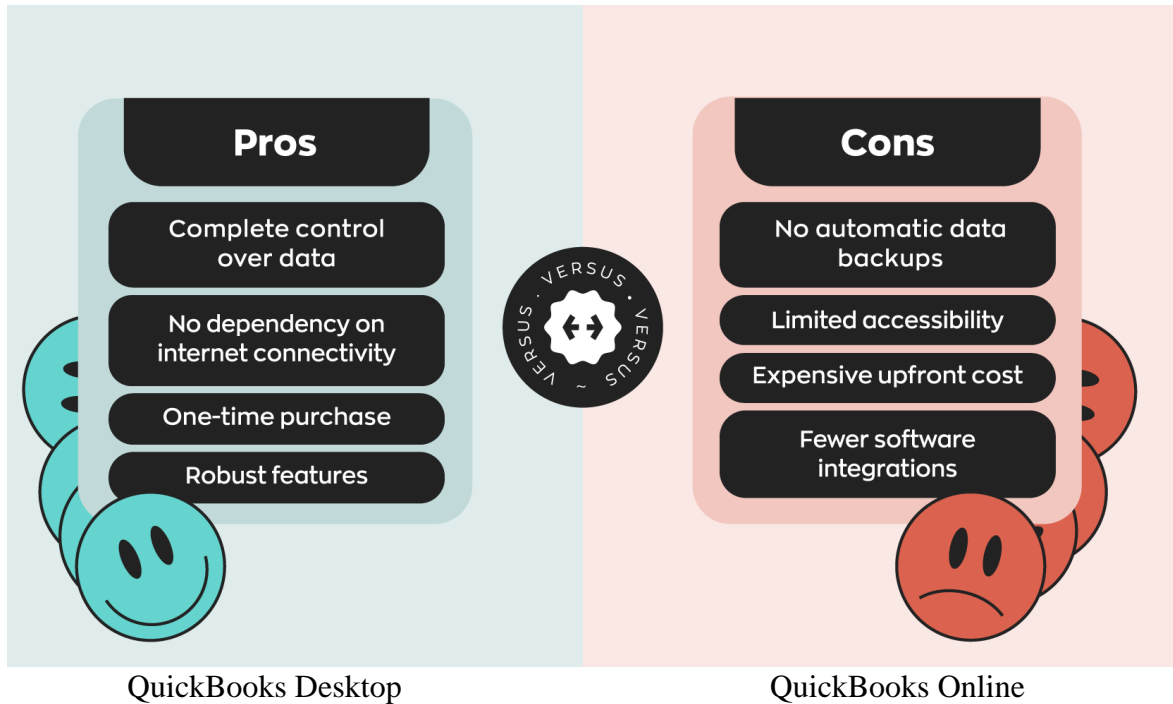 Pros
Complete control
over data
No dependency on
internet connectivity
One-time purchase
Robust features
VERSUS · VERSUS • VERSUS ~
Cons
No automatic data
backups
Limited accessibility
Expensive upfront cost
Fewer software
integrations
QuickBooks Desktop
QuickBooks Online